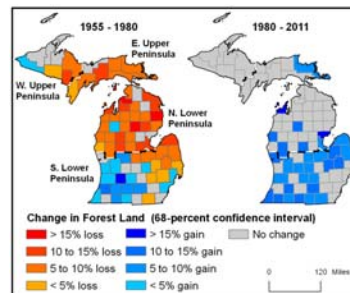 1955 - 1980
1980 - 2011
E. Upper
Peninsula
W. Upper
Peninsula
N. Lower
Peninsula
S. Lower
Peninsula
Change in Forest Land (68-percent confidence interval)
> 15% loss
> 15% gain
No change
10 to 15% loss
10 to 15% gain
5 to 10% loss
5 to 10% gain
< 5% loss
< 5% gain
0
120
Miles